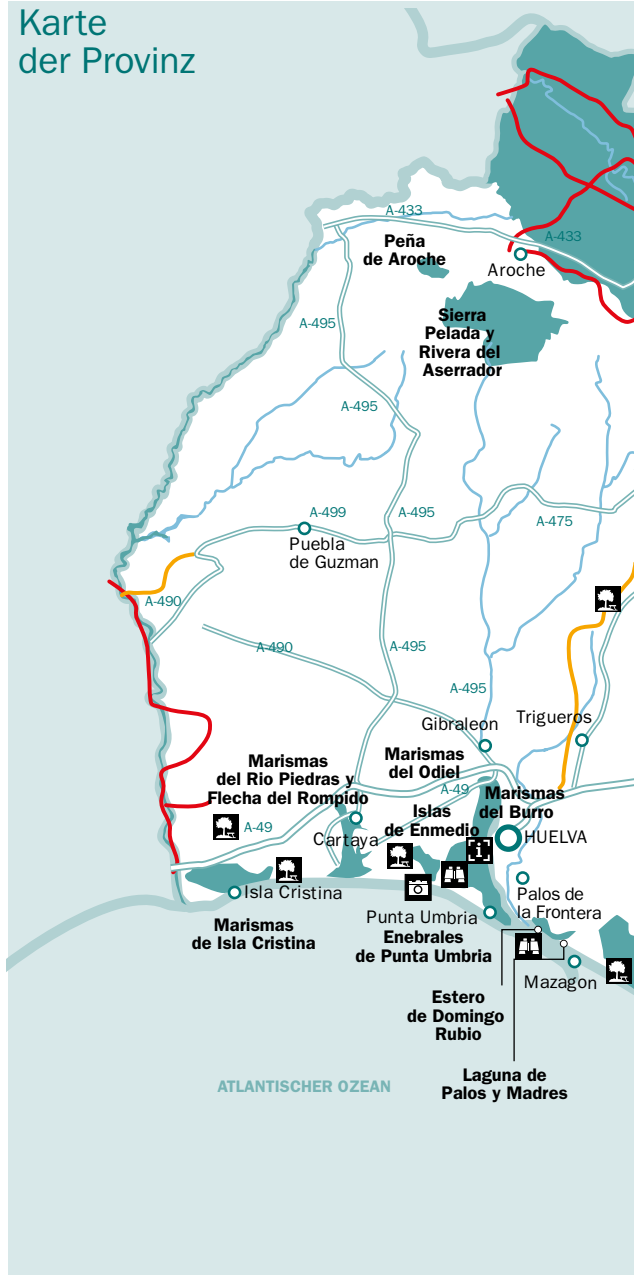 Karte
der Provinz
A-433
Peña
de Aroche
A-433
Aroche
Sierra
Pelada y
Rivera del
Aserrador
A-495
A-495
A-499
A-495
A-475
Puebla
de Guzman
A-490
A-490
A-495
A-495
Gibraleon
Trigueros
Marismas
del Rio Piedras y
Flecha del Rompido
Marismas
del Odiel
A-49
Marismas
del Burro
Islas
de Enmedio
A-49
Cartaya
HUELVA
Isla Cristina
Palos de
la Frontera
Punta Umbria
Marismas
de Isla Cristina
Enebrales
de Punta Umbria
Mazagon
Estero
de Domingo
Rubio
Laguna de
Palos y Madres
ATLANTISCHER OZEAN
i